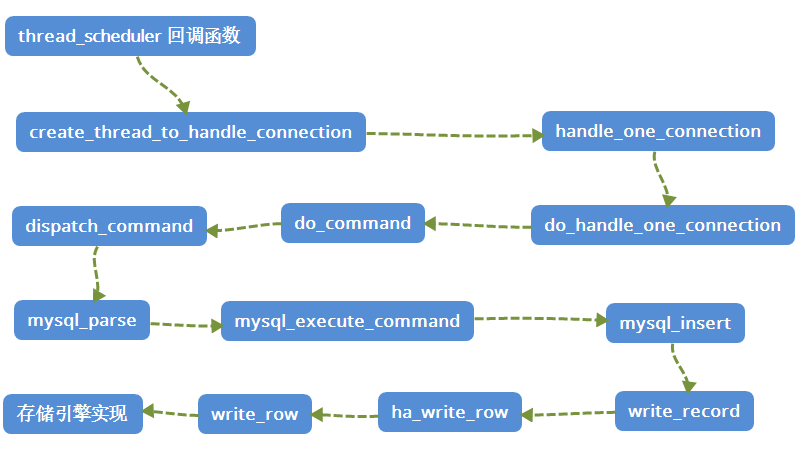 thread_scheduler 回调函数
create_thread_to_handle_connection
handle_one_connection
do_handle_one_connection
do_command
dispatch_command
mysql_parse
mysql_execute_command
mysql_insert
write_record
ha_write_row
write_row
存储引擎实现